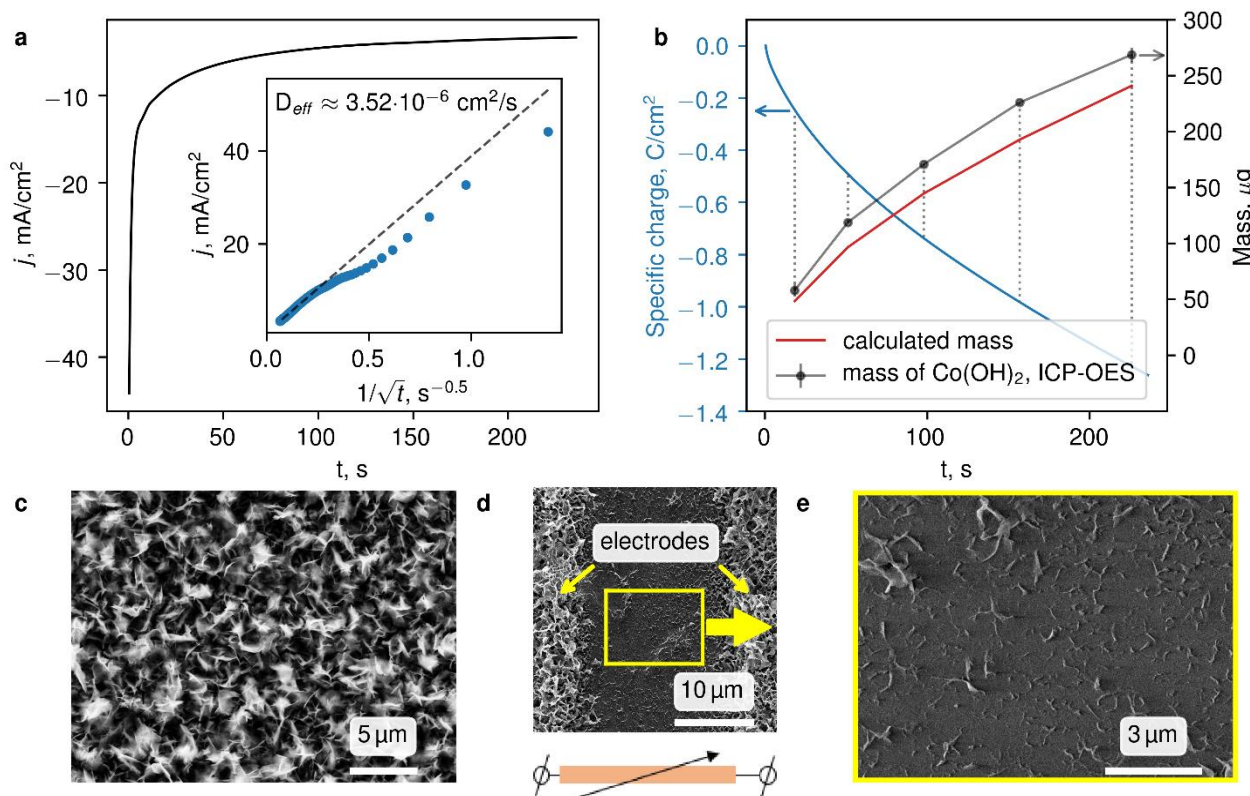 a
j, mA/cm²
−10
−20
−30
−40
0
50
100
150
200
t, s
D_eff ≈ 3.52·10⁻⁶ cm²/s
j, mA/cm²
40
20
0.0
0.5
1.0
1/√t, s⁻⁰·⁵
b
Specific charge, C/cm²
0.0
−0.2
−0.4
−0.6
−0.8
−1.0
−1.2
−1.4
0
100
200
t, s
300
250
200
150
100
50
0
Mass, µg
calculated mass
mass of Co(OH)₂, ICP-OES
c
5 µm
d
electrodes
10 µm
e
3 µm